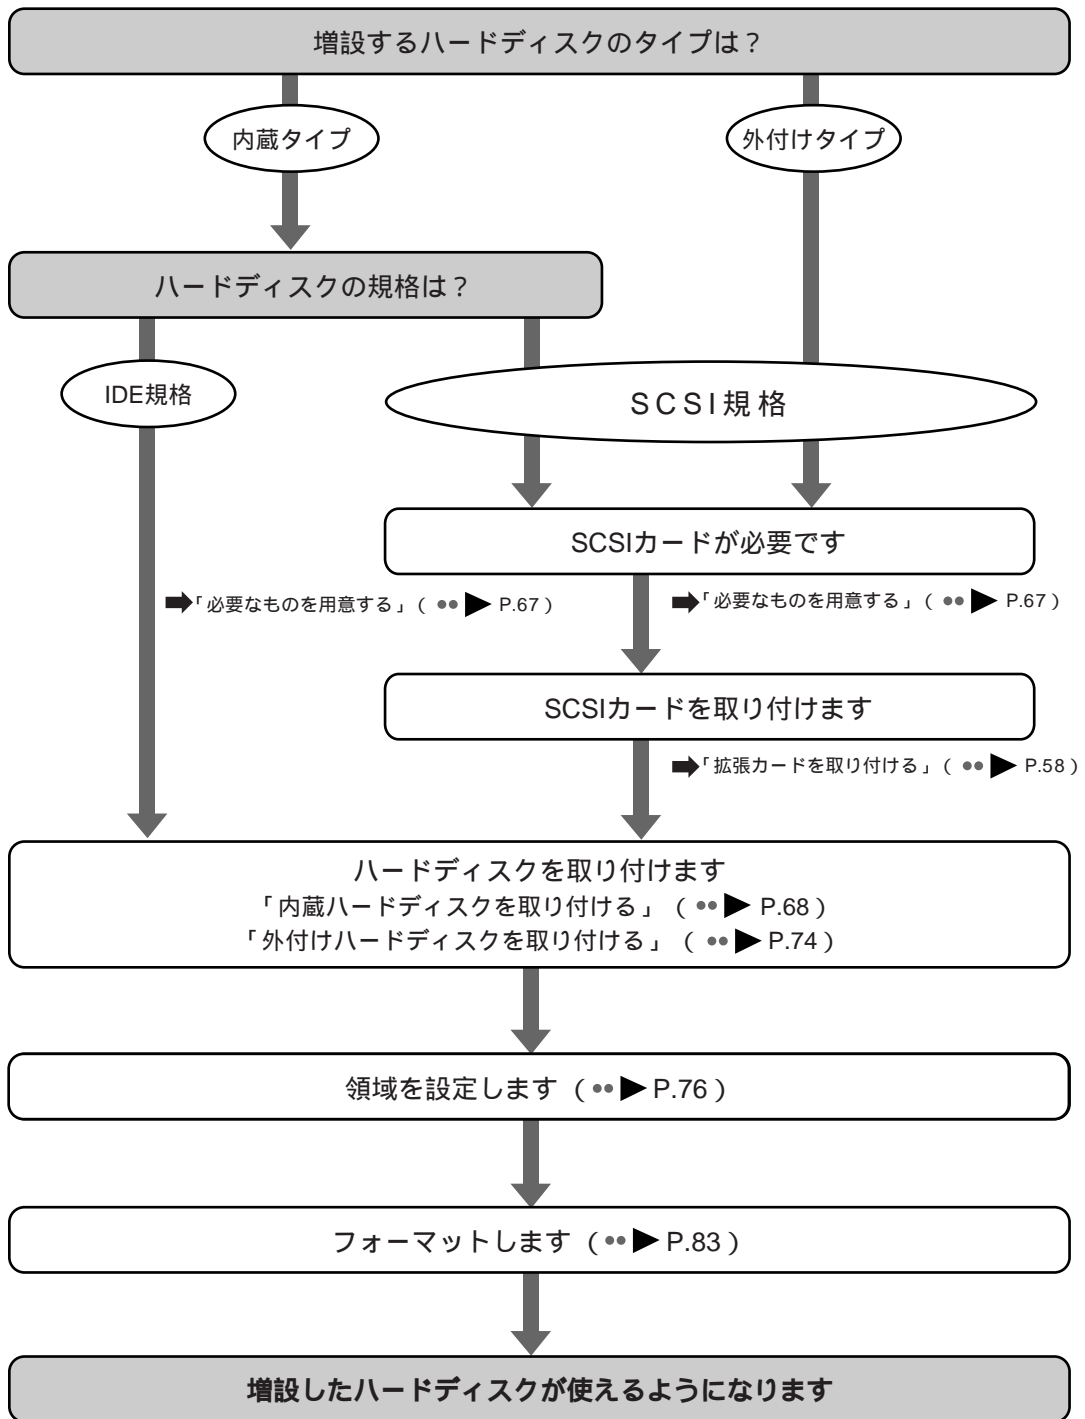 増設するハードディスクのタイプは？
内蔵タイプ
外付けタイプ
ハードディスクの規格は？
IDE規格
SCSI規格
SCSIカードが必要です
「必要なものを用意する」（ P.67）
「必要なものを用意する」（ P.67）
SCSIカードを取り付けます
「拡張カードを取り付ける」（ P.58）
ハードディスクを取り付けます
「内蔵ハードディスクを取り付ける」（ P.68）
「外付けハードディスクを取り付ける」（ P.74）
領域を設定します（ P.76）
フォーマットします（ P.83）
増設したハードディスクが使えるようになります